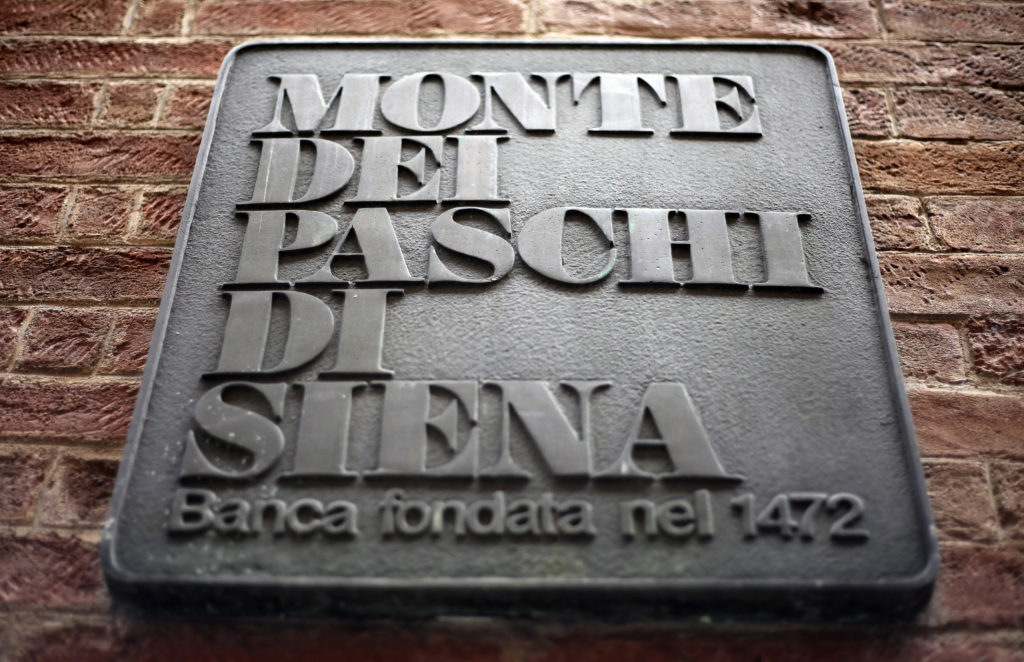 MONTE
DEI
PASCHI
DI
SIENA
Banca fondata nel 1472